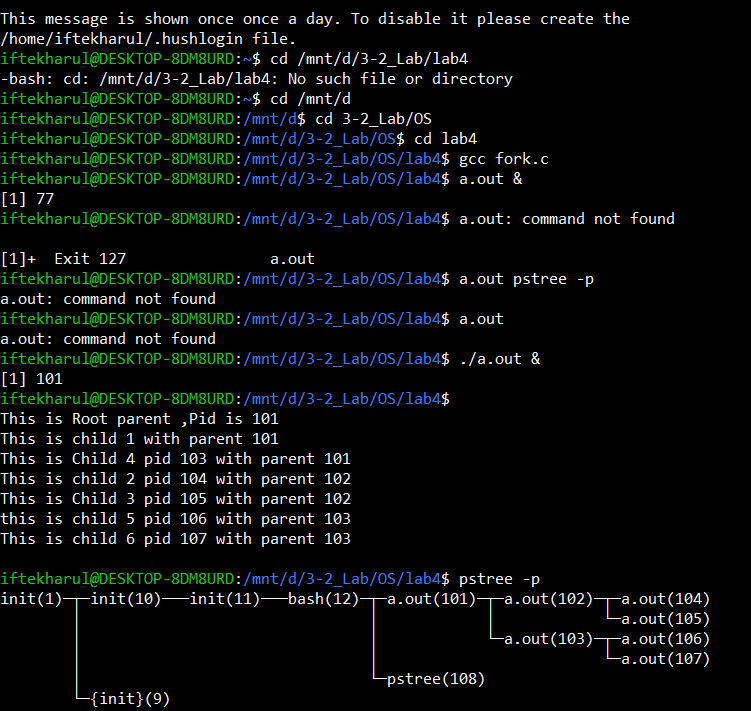 This message is shown once once a day. To disable it please create the
/home/iftekharul/.hushlogin file.
iftekharul@DESKTOP-8DM8URD:~$ cd /mnt/d/3-2_Lab/lab4
-bash: cd: /mnt/d/3-2_Lab/lab4: No such file or directory
iftekharul@DESKTOP-8DM8URD:~$ cd /mnt/d
iftekharul@DESKTOP-8DM8URD:/mnt/d$ cd 3-2_Lab/OS
iftekharul@DESKTOP-8DM8URD:/mnt/d/3-2_Lab/OS$ cd lab4
iftekharul@DESKTOP-8DM8URD:/mnt/d/3-2_Lab/OS/lab4$ gcc fork.c
iftekharul@DESKTOP-8DM8URD:/mnt/d/3-2_Lab/OS/lab4$ a.out &
[1] 77
iftekharul@DESKTOP-8DM8URD:/mnt/d/3-2_Lab/OS/lab4$ a.out: command not found

[1]+  Exit 127                a.out
iftekharul@DESKTOP-8DM8URD:/mnt/d/3-2_Lab/OS/lab4$ a.out pstree -p
a.out: command not found
iftekharul@DESKTOP-8DM8URD:/mnt/d/3-2_Lab/OS/lab4$ a.out
a.out: command not found
iftekharul@DESKTOP-8DM8URD:/mnt/d/3-2_Lab/OS/lab4$ ./a.out &
[1] 101
iftekharul@DESKTOP-8DM8URD:/mnt/d/3-2_Lab/OS/lab4$
This is Root parent ,Pid is 101
This is child 1 with parent 101
This is Child 4 pid 103 with parent 101
This is child 2 pid 104 with parent 102
This is Child 3 pid 105 with parent 102
this is child 5 pid 106 with parent 103
This is child 6 pid 107 with parent 103

iftekharul@DESKTOP-8DM8URD:/mnt/d/3-2_Lab/OS/lab4$ pstree -p
init(1)─┬─init(10)───init(11)───bash(12)─┬─a.out(101)─┬─a.out(102)─┬─a.out(104)
        │                                │            │            └─a.out(105)
        │                                │            └─a.out(103)─┬─a.out(106)
        │                                │                         └─a.out(107)
        │                                └─pstree(108)
        └─{init}(9)